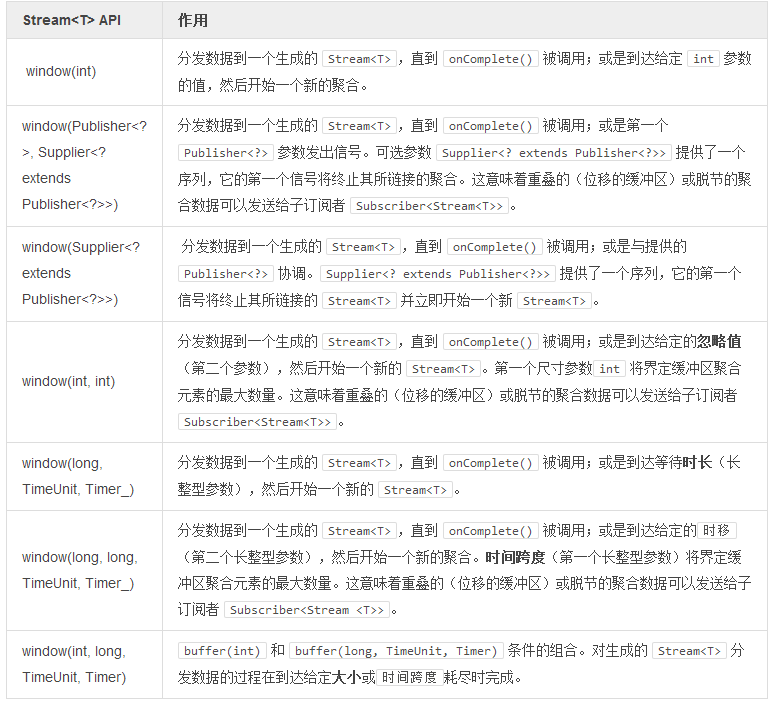 Stream<T> API 作用
window(int)
分发数据到一个生成的 Stream<T> ，直到 onComplete() 被调用；或是到达给定 int 参数
的值，然后开始一个新的聚合。
window(Publisher<?
>, Supplier<?
extends
Publisher<?>>)
分发数据到一个生成的 Stream<T> ，直到 onComplete() 被调用；或是第一个
Publisher<?> 参数发出信号。可选参数 Supplier<? extends Publisher<?>> 提供了一个
序列，它的第一个信号将终止其所链接的聚合。这意味着重叠的（位移的缓冲区）或脱节的聚
合数据可以发送给子订阅者 Subscriber<Stream<T>> 。
window(Supplier<?
extends
Publisher<?>>)
分发数据到一个生成的 Stream<T> ，直到 onComplete() 被调用；或是与提供的
Publisher<?> 协调。 Supplier<? extends Publisher<?>> 提供了一个序列，它的第一个
信号将终止其所链接的 Stream<T> 并立即开始一个新 Stream<T> 。
window(int, int)
分发数据到一个生成的 Stream<T> ，直到 onComplete() 被调用；或是到达给定的忽略值
（第二个参数），然后开始一个新的 Stream<T> 。第一个尺寸参数 int 将界定缓冲区聚合
元素的最大数量。这意味着重叠的（位移的缓冲区）或脱节的聚合数据可以发送给子订阅者
Subscriber<Stream<T>> 。
window(long,
TimeUnit, Timer_)
分发数据到一个生成的 Stream<T> ，直到 onComplete() 被调用；或是到达等待时长（长
整型参数），然后开始一个新的 Stream<T> 。
window(long, long,
TimeUnit, Timer_)
分发数据到一个生成的 Stream<T> ，直到 onComplete() 被调用；或是到达给定的 时移
（第二个长整型参数），然后开始一个新的聚合。时间跨度（第一个长整型参数）将界定缓
冲区聚合元素的最大数量。这意味着重叠的（位移的缓冲区）或脱节的聚合数据可以发送给子
订阅者 Subscriber<Stream <T>> 。
window(int, long,
TimeUnit, Timer)
buffer(int) 和 buffer(long, TimeUnit, Timer) 条件的组合。对生成的 Stream<T> 分
发数据的过程在到达给定大小或 时间跨度 耗尽时完成。